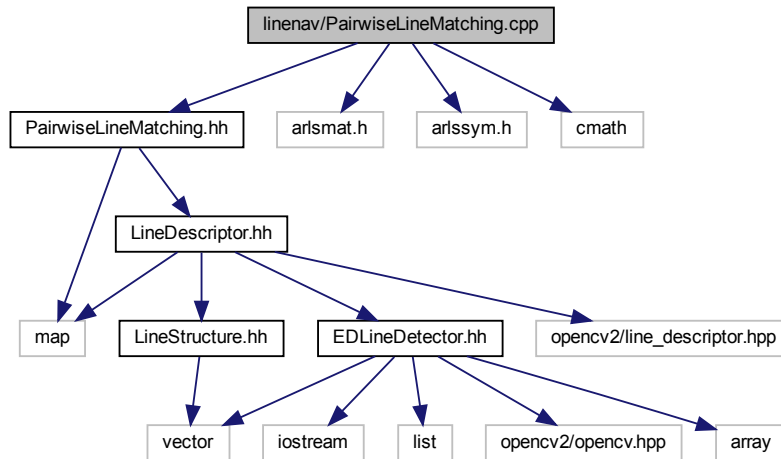 linenav/PairwiseLineMatching.cpp
PairwiseLineMatching.hh
arlsmat.h
arlssym.h
cmath
LineDescriptor.hh
map
LineStructure.hh
EDLineDetector.hh
opencv2/line_descriptor.hpp
vector
iostream
list
opencv2/opencv.hpp
array